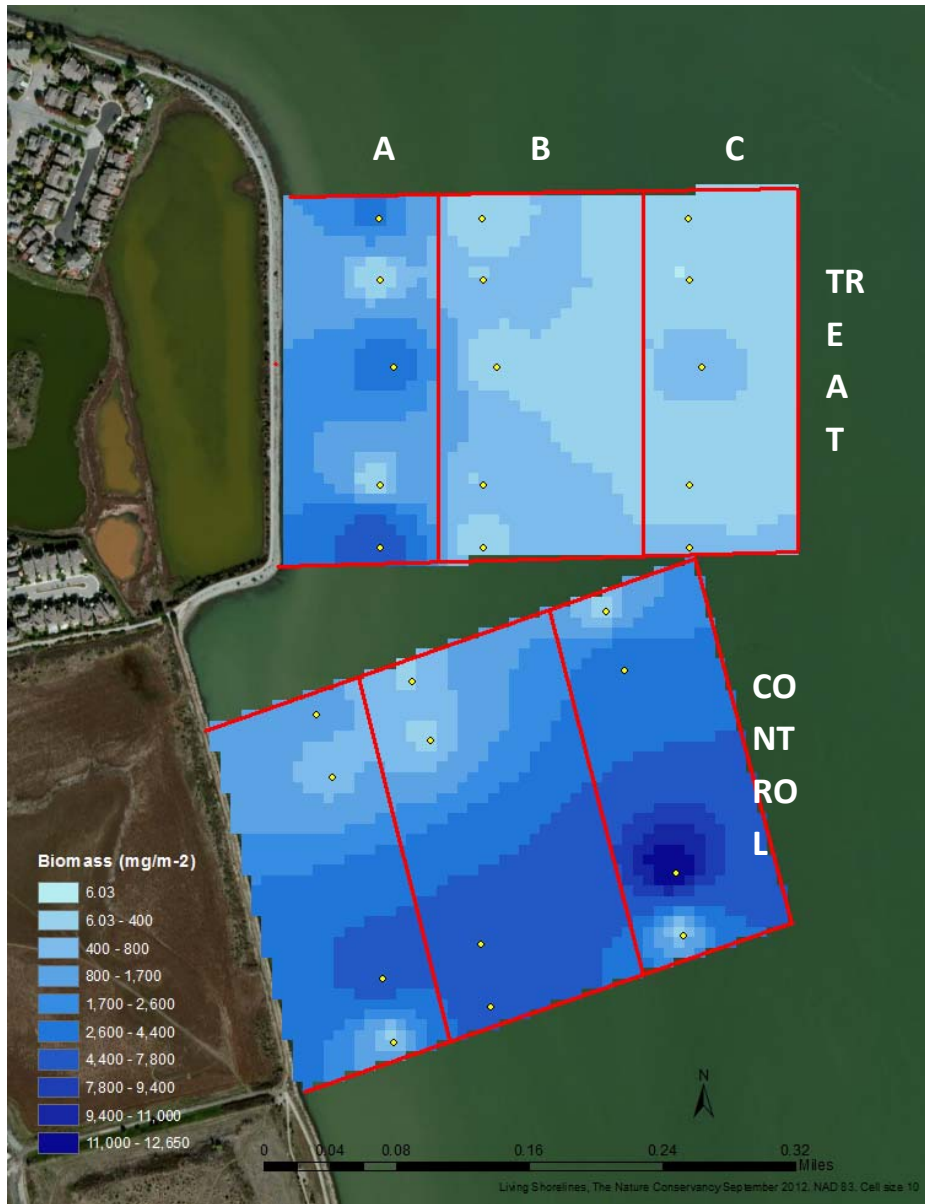 A B C
TR
E
A
T
CO
NT
RO
L
Biomass (mg/m-2)
6.03
6.03 - 400
400 - 800
800 - 1,700
1,700 - 2,600
2,600 - 4,400
4,400 - 7,800
7,800 - 9,400
9,400 - 11,000
11,000 - 12,650
N
0 0.04 0.08 0.16 0.24 0.32
Miles
Living Shorelines, The Nature Conservancy September 2012. NAD 83. Cell size 10